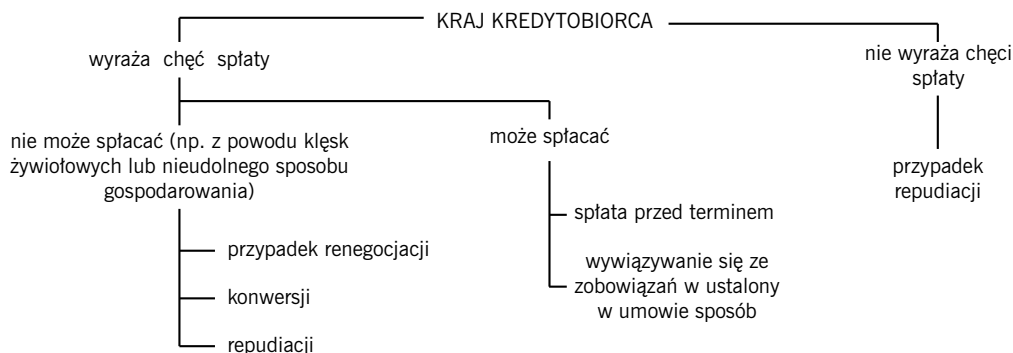 KRAJ KREDYTOBIORCA
wyraża chęć spłaty
nie wyraża chęci
spłaty
nie może spłacać (np. z powodu klęsk
żywiołowych lub nieudolnego sposobu
gospodarowania)
może spłacać
przypadek
repudiacji
spłata przed terminem
przypadek renegocjacji
wywiązywanie się ze
zobowiązań w ustalony
w umowie sposób
konwersji
repudiacji